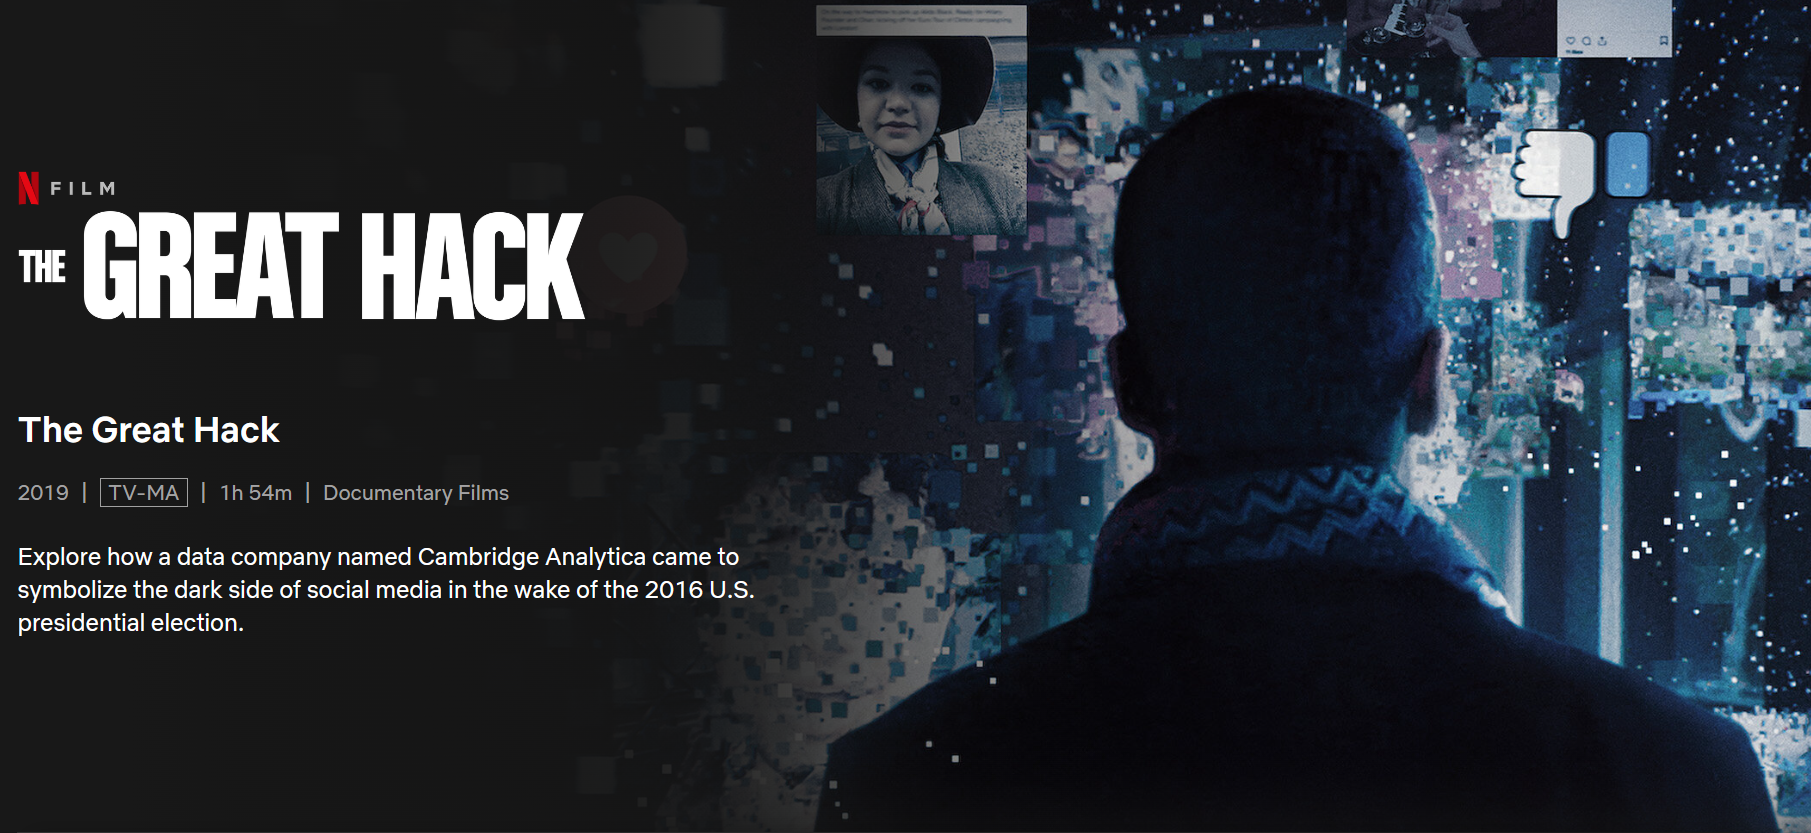 N FILM
THE GREAT HACK
The Great Hack
2019 | TV-MA | 1h 54m | Documentary Films
Explore how a data company named Cambridge Analytica came to
symbolize the dark side of social media in the wake of the 2016 U.S.
presidential election.